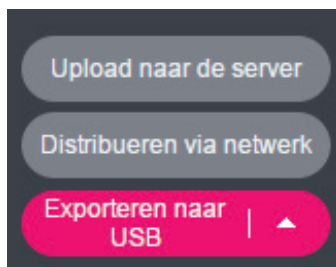 Upload naar de server
Distribueren via netwerk
Exporteren naar
USB